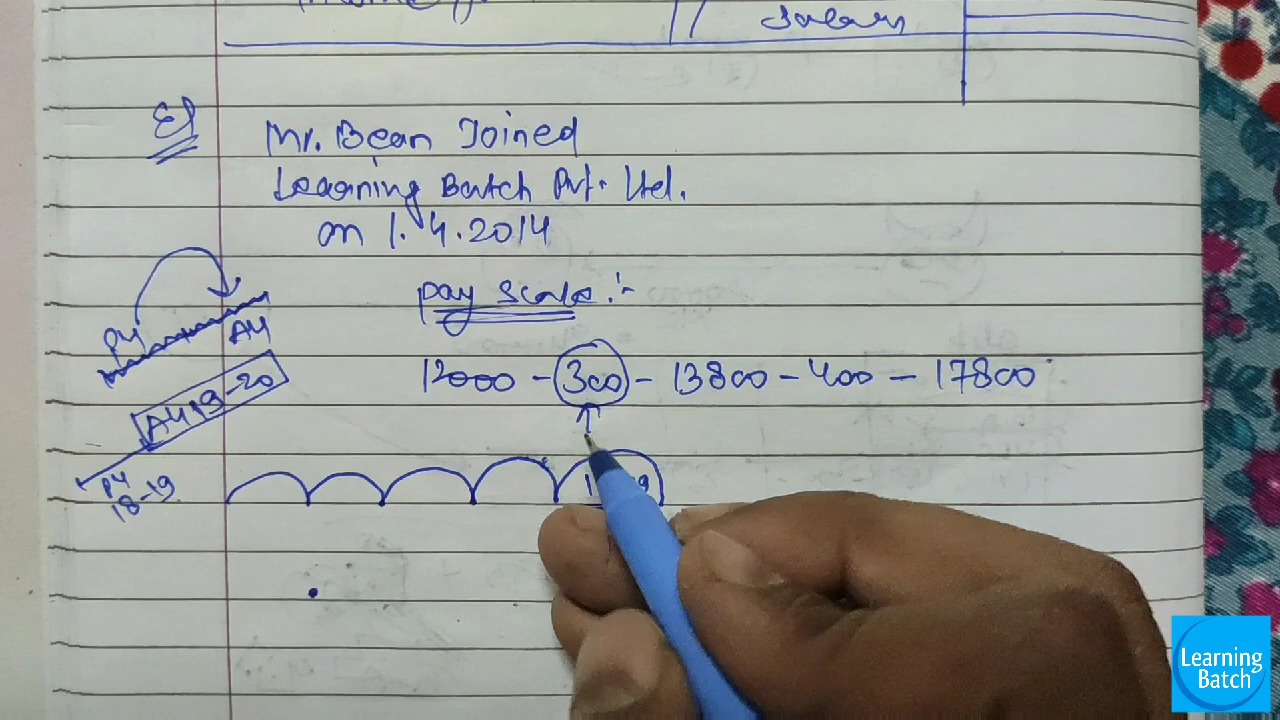 Salary
Eg
Mr. Bean Joined
Learning Batch Pvt. Ltd.
on 1.4.2014
Pay Scale :-
PY
AY
12000 - 300 - 13800 - 400 - 17800
AY 19-20
PY
18-19
Learning
Batch